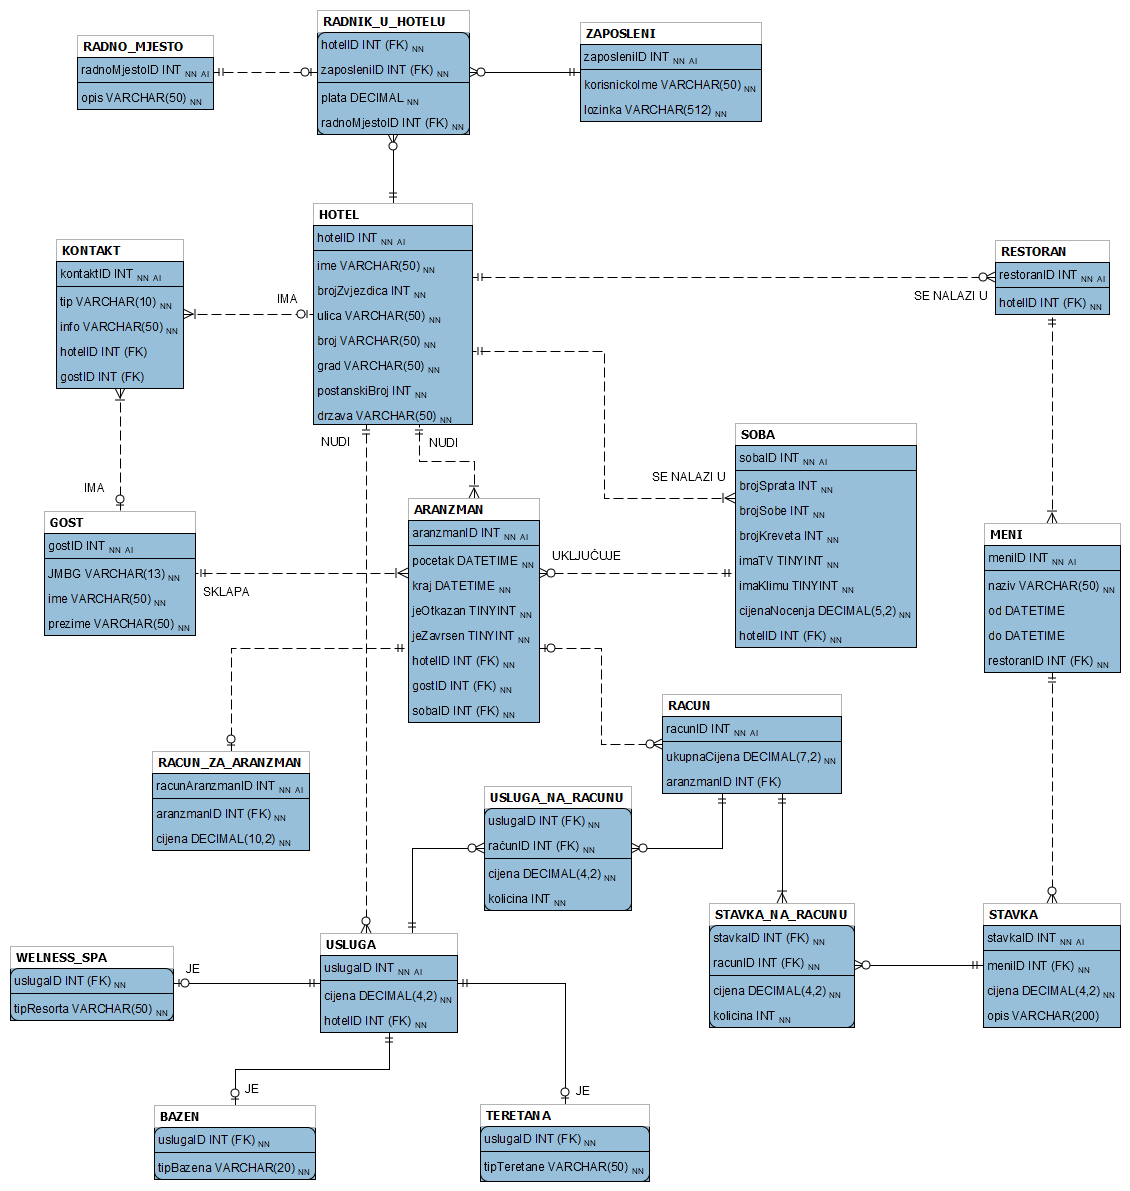 RADNIK_U_HOTELU
hotelID INT (FK) NN
zaposleniID INT (FK) NN
plata DECIMAL NN
radnoMjestoID INT (FK) NN
RADNO_MJESTO
radnoMjestoID INT NN AI
opis VARCHAR(50) NN
ZAPOSLENI
zaposleniID INT NN AI
korisnickoIme VARCHAR(50) NN
lozinka VARCHAR(512) NN
HOTEL
hotelID INT NN AI
ime VARCHAR(50) NN
brojZvjezdica INT NN
ulica VARCHAR(50) NN
broj VARCHAR(50) NN
grad VARCHAR(50) NN
postanskiBroj INT NN
drzava VARCHAR(50) NN
KONTAKT
kontaktID INT NN AI
tip VARCHAR(10) NN
info VARCHAR(50) NN
hotelID INT (FK)
gostID INT (FK)
IMA
RESTORAN
restoranID INT NN AI
hotelID INT (FK) NN
SE NALAZI U
NUDI
NUDI
SOBA
sobaID INT NN AI
brojSprata INT NN
brojSobe INT NN
brojKreveta INT NN
imaTV TINYINT NN
imaKlimu TINYINT NN
cijenaNocenja DECIMAL(5,2) NN
hotelID INT (FK) NN
SE NALAZI U
IMA
GOST
gostID INT NN AI
JMBG VARCHAR(13) NN
ime VARCHAR(50) NN
prezime VARCHAR(50) NN
SKLAPA
ARANZMAN
aranzmanID INT NN AI
pocetak DATETIME NN
kraj DATETIME NN
jeOtkazan TINYINT NN
jeZavrsen TINYINT NN
hotelID INT (FK) NN
gostID INT (FK) NN
sobaID INT (FK) NN
UKLJUČUJE
MENI
meniID INT NN AI
naziv VARCHAR(50) NN
od DATETIME
do DATETIME
restoranID INT (FK) NN
RACUN
racunID INT NN AI
ukupnaCijena DECIMAL(7,2) NN
aranzmanID INT (FK)
RACUN_ZA_ARANZMAN
racunAranzmanID INT NN AI
aranzmanID INT (FK) NN
cijena DECIMAL(10,2) NN
USLUGA_NA_RACUNU
uslugaID INT (FK) NN
računID INT (FK) NN
cijena DECIMAL(4,2) NN
kolicina INT NN
STAVKA_NA_RACUNU
stavkaID INT (FK) NN
racunID INT (FK) NN
cijena DECIMAL(4,2) NN
kolicina INT NN
STAVKA
stavkaID INT NN AI
meniID INT (FK) NN
cijena DECIMAL(4,2) NN
opis VARCHAR(200)
USLUGA
uslugaID INT NN AI
cijena DECIMAL(4,2) NN
hotelID INT (FK) NN
WELNESS_SPA
uslugaID INT (FK) NN
tipResorta VARCHAR(50) NN
JE
JE
JE
BAZEN
uslugaID INT (FK) NN
tipBazena VARCHAR(20) NN
TERETANA
uslugaID INT (FK) NN
tipTeretane VARCHAR(50) NN